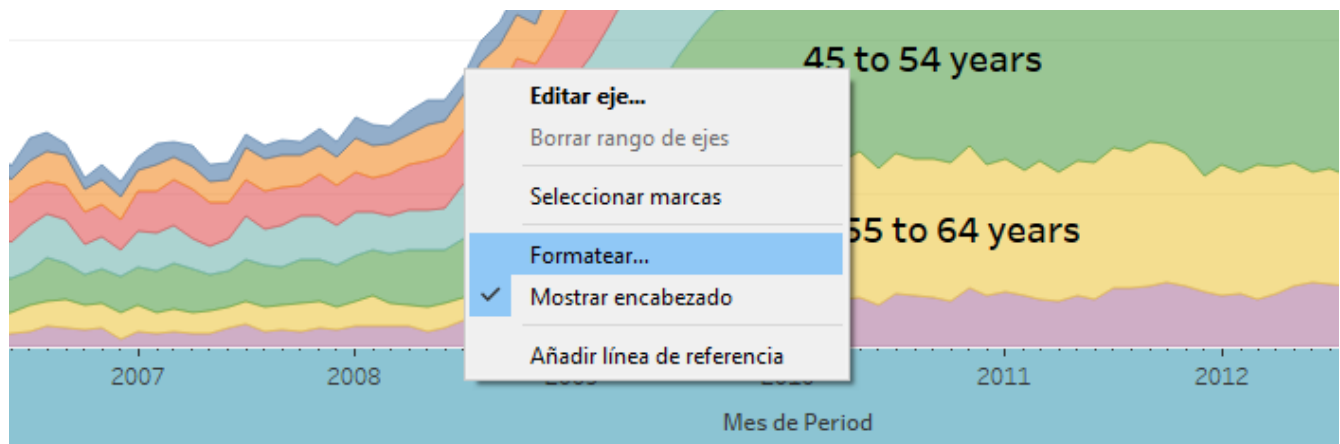 45 to 54 years
Editar eje...
Borrar rango de ejes
Seleccionar marcas
55 to 64 years
Formatear...
Mostrar encabezado
Añadir línea de referencia
2007
2008
2011
2012
Mes de Period